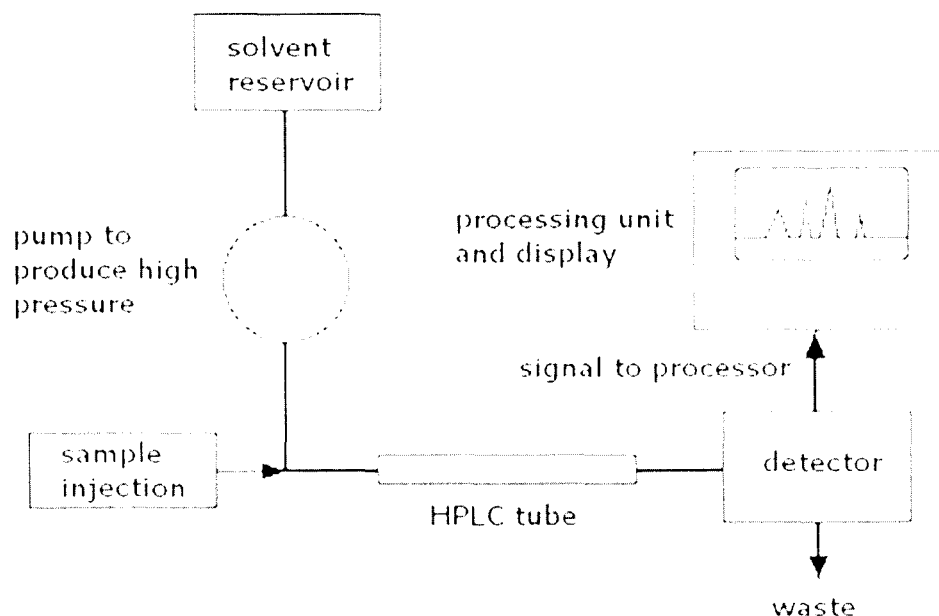 solvent
reservoir
pump to
produce high
pressure
processing unit
and display
signal to processor
sample
injection
HPLC tube
detector
waste